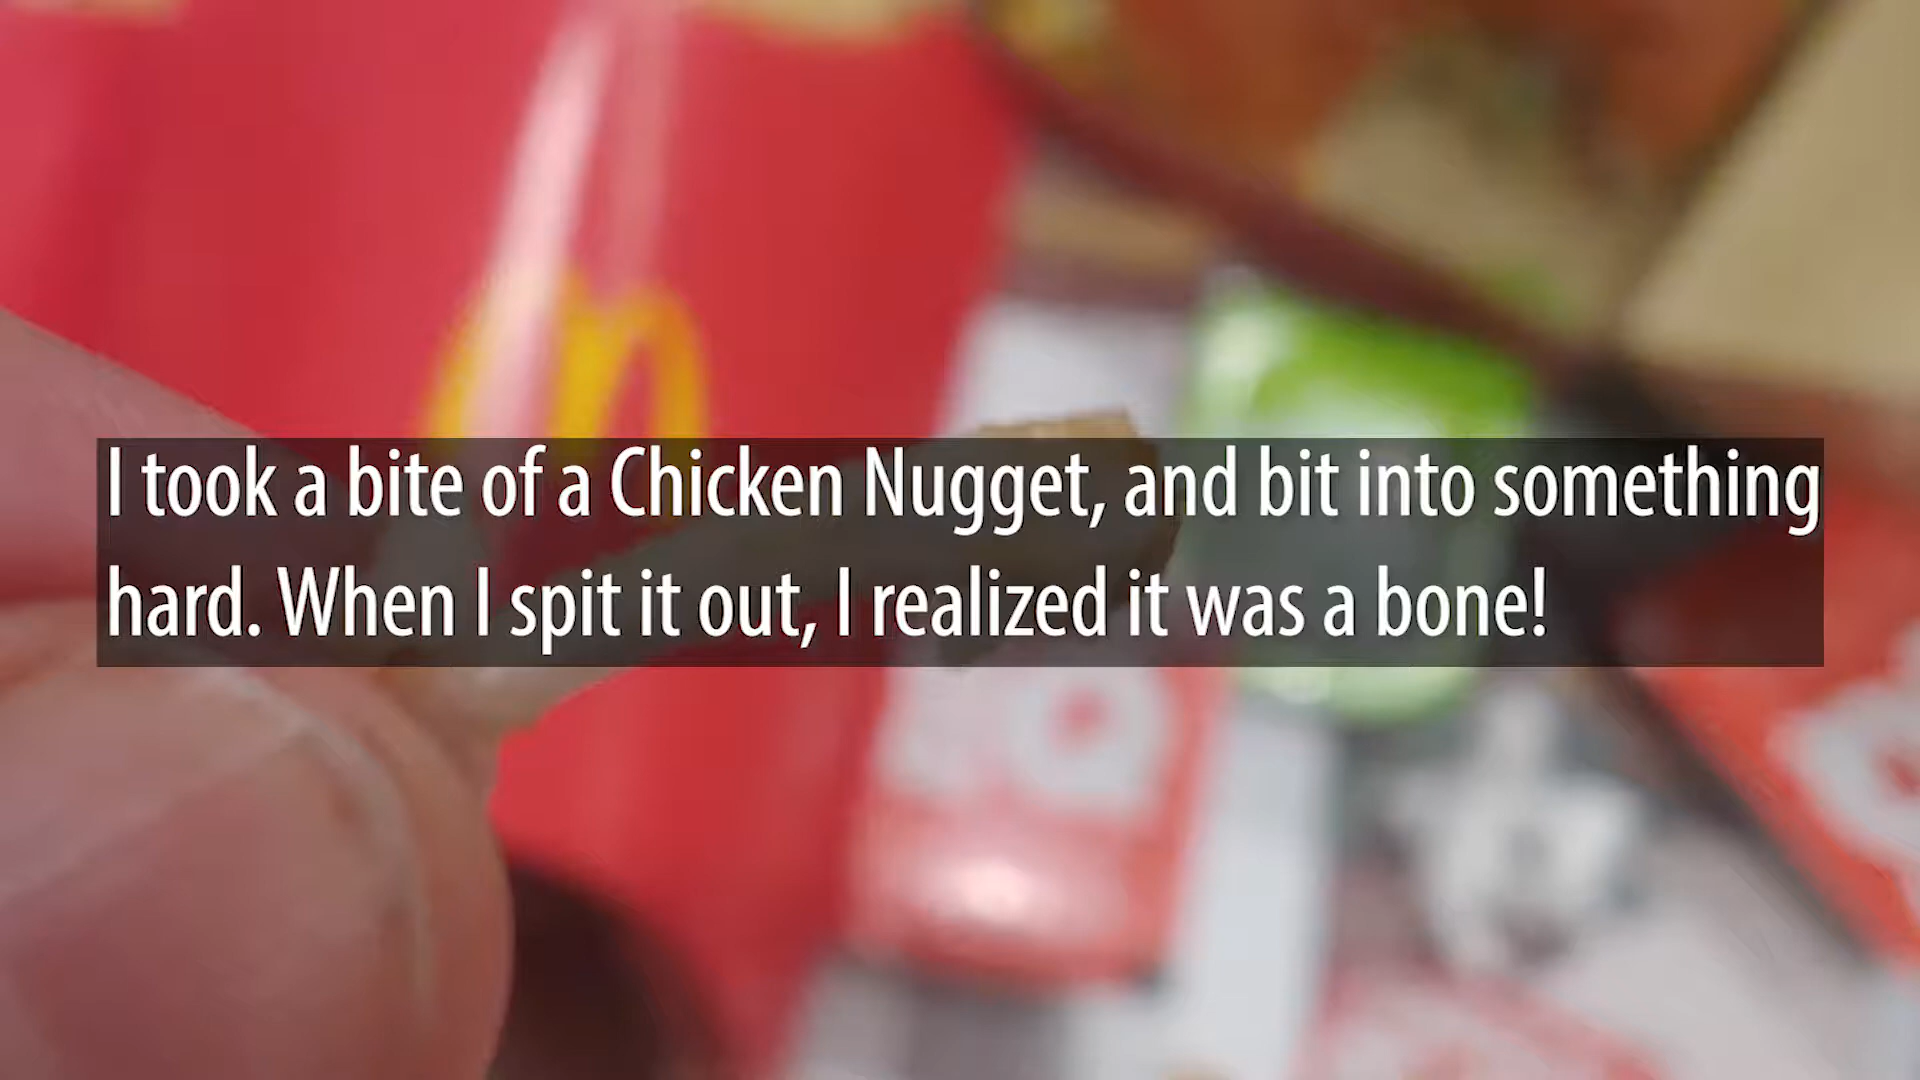 I took a bite of a Chicken Nugget, and bit into something
hard. When I spit it out, I realized it was a bone!